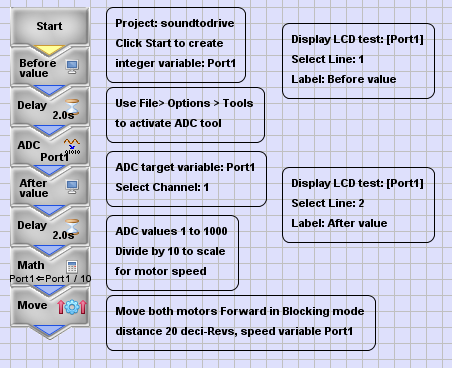 Start
Project: soundtodrive
Click Start to create
integer variable: Port1
Display LCD test: [Port1]
Select Line: 1
Label: Before value
Before
value
Delay
2.0s
Use File> Options > Tools
to activate ADC tool
ADC
Port1
ADC target variable: Port1
Select Channel: 1
After
value
Display LCD test: [Port1]
Select Line: 2
Label: After value
Delay
2.0s
ADC values 1 to 1000
Divide by 10 to scale
for motor speed
Math
Port1⇐Port1 / 10
Move
Move both motors Forward in Blocking mode
distance 20 deci-Revs, speed variable Port1